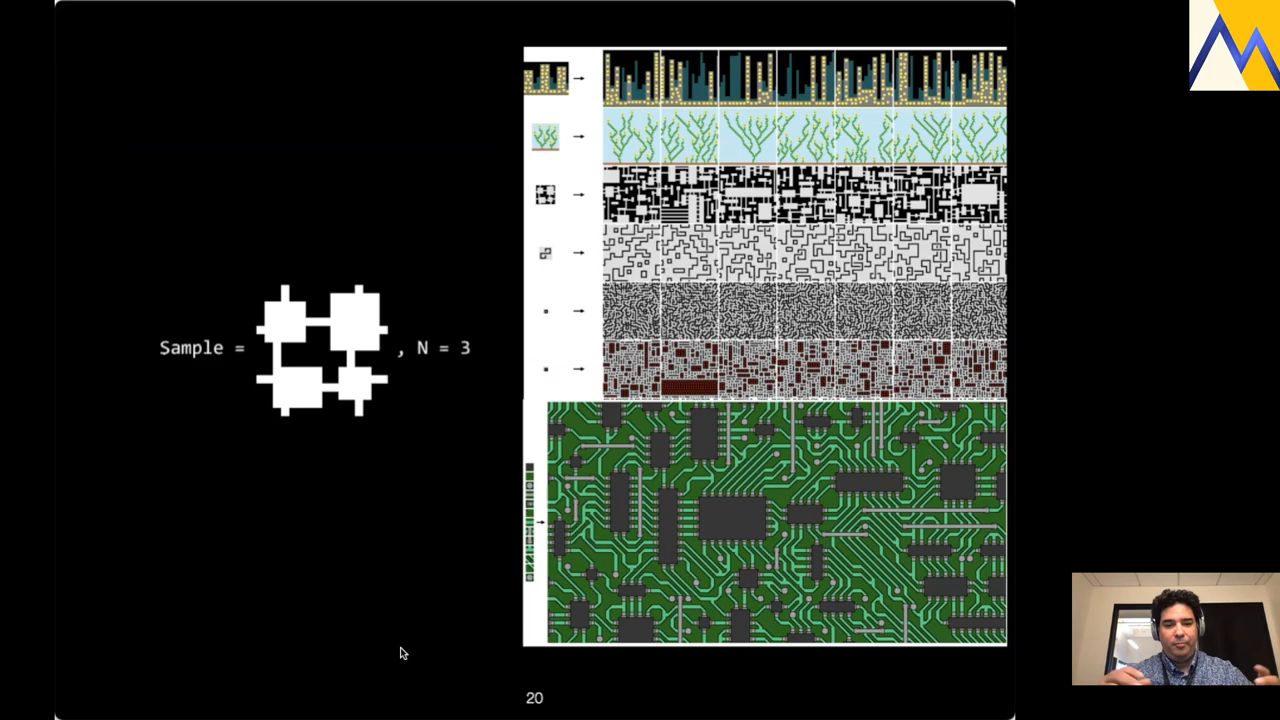 Sample = , N = 3
20